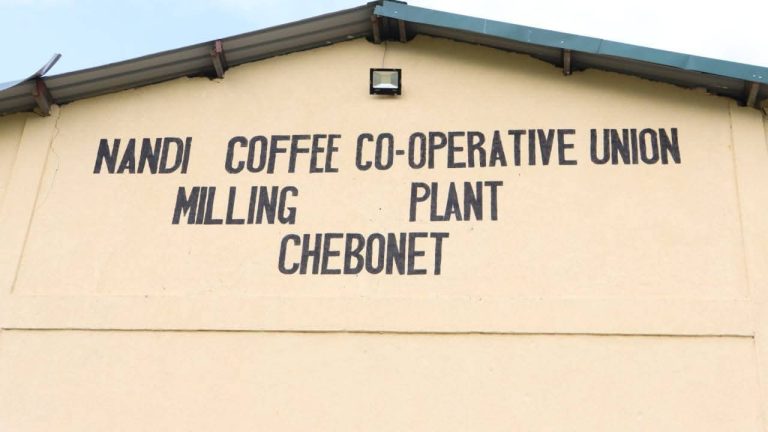 NANDI COFFEE CO-OPERATIVE UNION
MILLING PLANT
CHEBONET